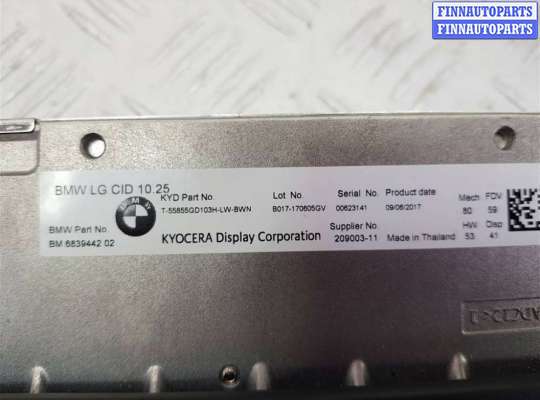 FINNAUTOPARTS
FINNAUTOPARTS
BMW LG CID 10.25
BMW Part No.
BM 6839442 02
BMW
KYD Part No.
T-55855GD103H-LW-BWN
Lot No.
B017-170605GV
Serial No.
00623141
Product date
09/06/2017
Mech FDV
80 59
KYOCERA Display Corporation
Supplier No.
209003-11
Made in Thailand
HW Disp
53 41